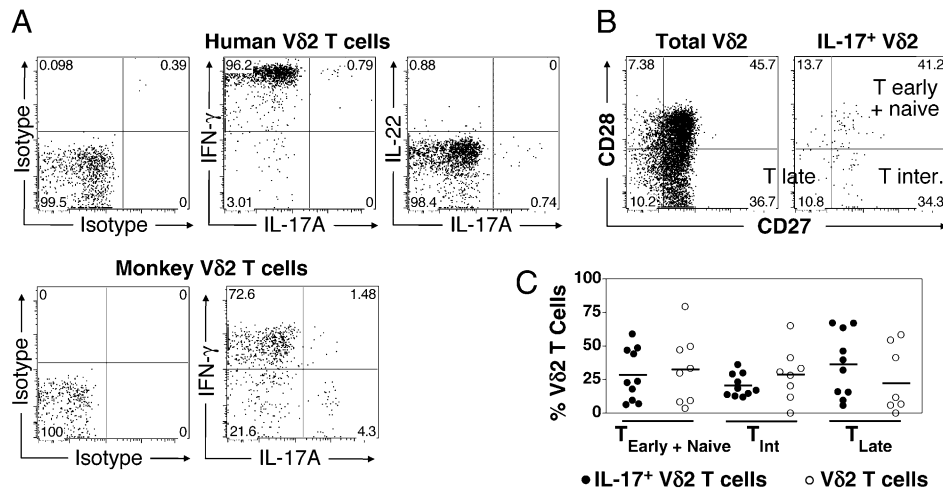 A
Human Vδ2 T cells
0.098
0.39
99.5
0
Isotype
Isotype
96.2
0.79
3.01
0
IFN-γ
IL-17A
0.88
0
98.4
0.74
IL-22
IL-17A
Monkey Vδ2 T cells
0
0
100
0
Isotype
Isotype
72.6
1.48
21.6
4.3
IFN-γ
IL-17A
B
Total Vδ2
IL-17+ Vδ2
7.38
45.7
10.2
36.7
13.7
41.2
T early
+ naive
T late
T inter.
10.8
34.3
CD28
CD27
C
% Vδ2 T Cells
100
75
50
25
0
T Early + Naive
T Int
T Late
IL-17+ Vδ2 T cells
Vδ2 T cells